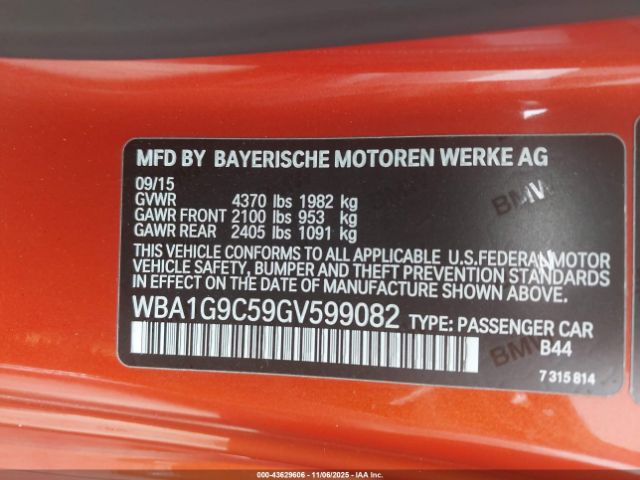 MFD BY BAYERISCHE MOTOREN WERKE AG
09/15
GVWR 4370 lbs 1982 kg
GAWR FRONT 2100 lbs 953 kg
GAWR REAR 2405 lbs 1091 kg
THIS VEHICLE CONFORMS TO ALL APPLICABLE U.S.FEDERAL MOTOR
VEHICLE SAFETY, BUMPER AND THEFT PREVENTION STANDARDS
IN EFFECT ON THE DATE OF MANUFACTURE SHOWN ABOVE.
WBA1G9C59GV599082 TYPE: PASSENGER CAR
B44
7 315 814
BMW
BMW
000-43629606 - 11/06/2025 - IAA Inc.